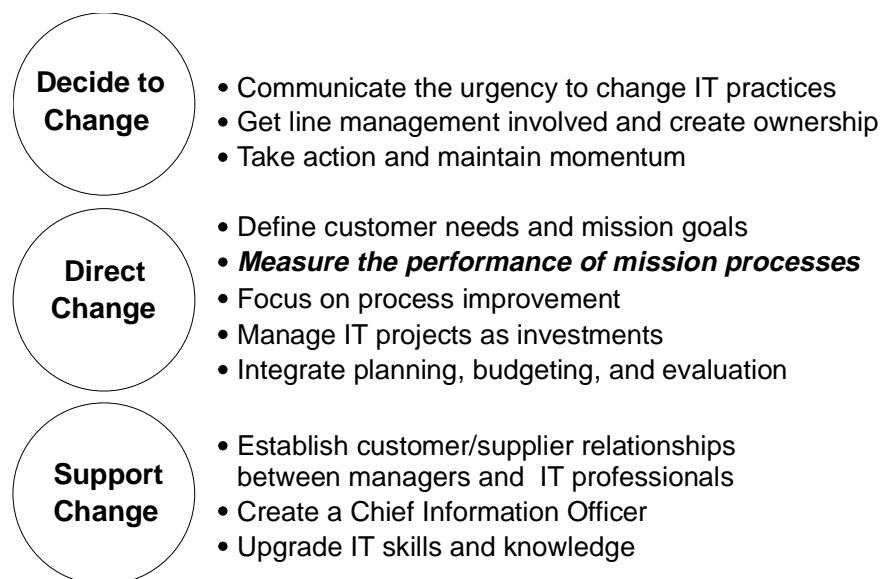 Decide to
Change
• Communicate the urgency to change IT practices
• Get line management involved and create ownership
• Take action and maintain momentum
Direct
Change
• Define customer needs and mission goals
• Measure the performance of mission processes
• Focus on process improvement
• Manage IT projects as investments
• Integrate planning, budgeting, and evaluation
Support
Change
• Establish customer/supplier relationships
between managers and IT professionals
• Create a Chief Information Officer
• Upgrade IT skills and knowledge